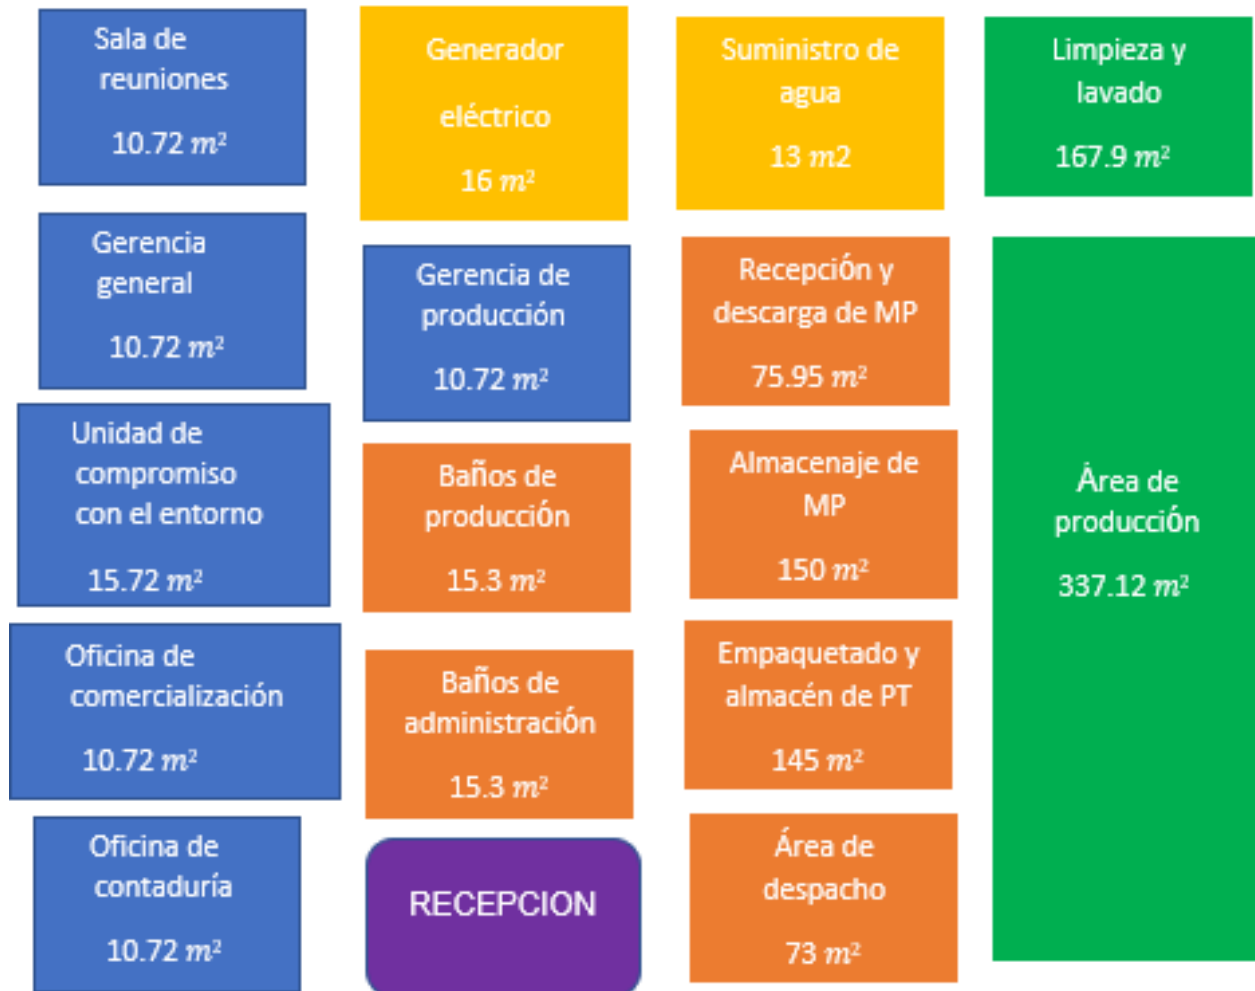 Sala de
reuniones
10.72 m²
Gerencia
general
10.72 m²
Unidad de
compromiso
con el entorno
15.72 m²
Oficina de
comercialización
10.72 m²
Oficina de
contaduría
10.72 m²
Generador
eléctrico
16 m²
Gerencia de
producción
10.72 m²
Baños de
producción
15.3 m²
Baños de
administración
15.3 m²
RECEPCION
Suministro de
agua
13 m2
Recepción y
descarga de MP
75.95 m²
Almacenaje de
MP
150 m²
Empaquetado y
almacén de PT
145 m²
Área de
despacho
73 m²
Limpieza y
lavado
167.9 m²
Área de
producción
337.12 m²